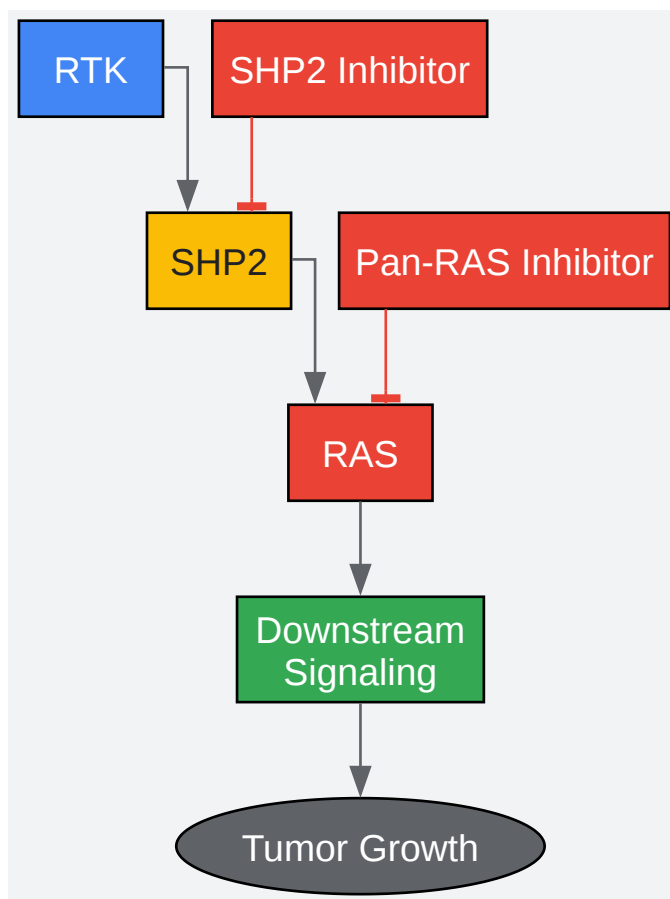 RTK
SHP2 Inhibitor
SHP2
Pan-RAS Inhibitor
RAS
Downstream
Signaling
Tumor Growth